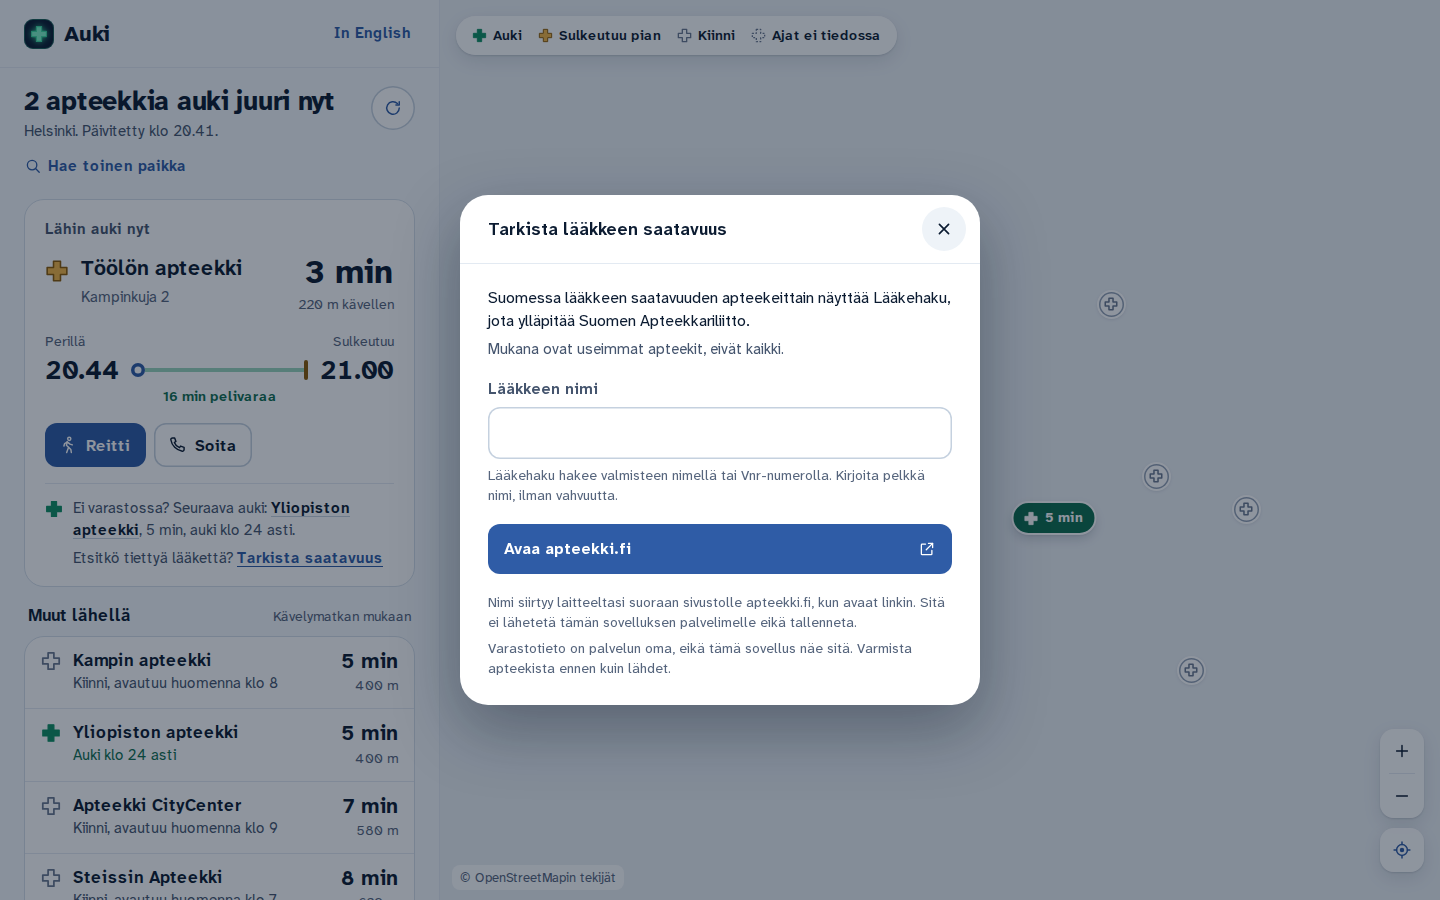 Auki
In English
2 apteekkia auki juuri nyt
Helsinki. Päivitetty klo 20.41.
Hae toinen paikka
Lähin auki nyt
Töölön apteekki
3 min
Kampinkuja 2
220 m kävellen
Perillä
Sulkeutuu
20.44
21.00
16 min pelivaraa
Reitti
Soita
Ei varastossa? Seuraava auki: Yliopiston
apteekki, 5 min, auki klo 24 asti.
Etsitkö tiettyä lääkettä? Tarkista saatavuus
Muut lähellä
Kävelymatkan mukaan
Kampin apteekki
5 min
Kiinni, avautuu huomenna klo 8
400 m
Yliopiston apteekki
5 min
Auki klo 24 asti
400 m
Apteekki CityCenter
7 min
Kiinni, avautuu huomenna klo 9
580 m
Steissin Apteekki
8 min
Kiinni, avautuu huomenna klo 7
Auki
Sulkeutuu pian
Kiinni
Ajat ei tiedossa
Tarkista lääkkeen saatavuus
Suomessa lääkkeen saatavuuden apteekeittain näyttää Lääkehaku,
jota ylläpitää Suomen Apteekkariliitto.
Mukana ovat useimmat apteekit, eivät kaikki.
Lääkkeen nimi
Lääkehaku hakee valmisteen nimellä tai Vnr-numerolla. Kirjoita pelkkä
nimi, ilman vahvuutta.
Avaa apteekki.fi
Nimi siirtyy laitteeltasi suoraan sivustolle apteekki.fi, kun avaat linkin. Sitä
ei lähetetä tämän sovelluksen palvelimelle eikä tallenneta.
Varastotieto on palvelun oma, eikä tämä sovellus näe sitä. Varmista
apteekista ennen kuin lähdet.
5 min
© OpenStreetMapin tekijät